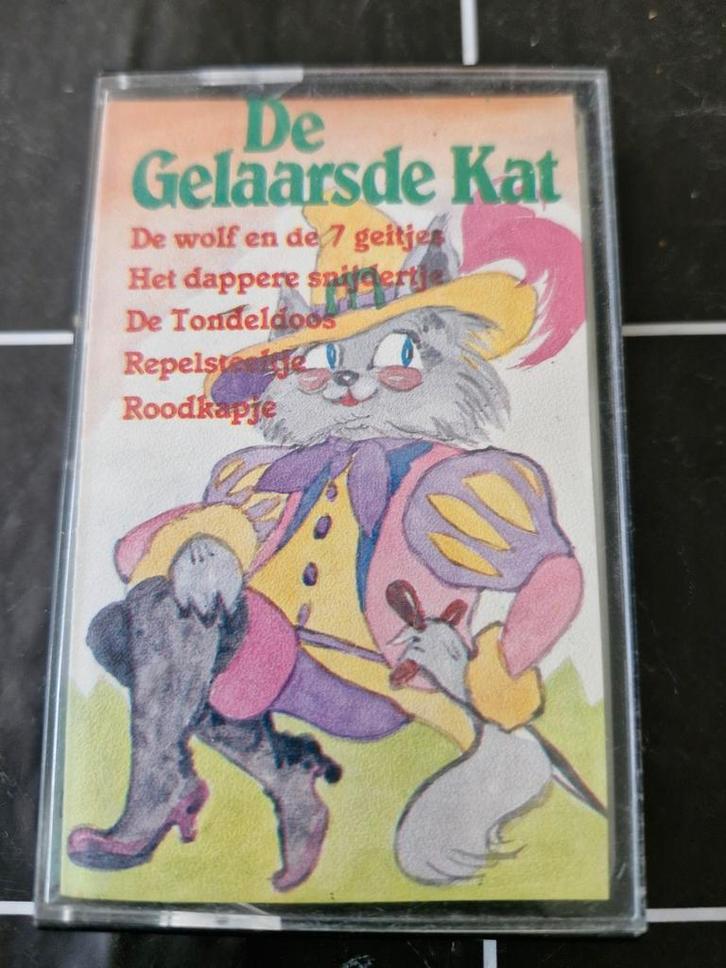 De
Gelaarsde Kat
De wolf en de 7 geitjes
Het dappere snijdertje
De Tondeldoos
Repelsteeltje
Roodkapje